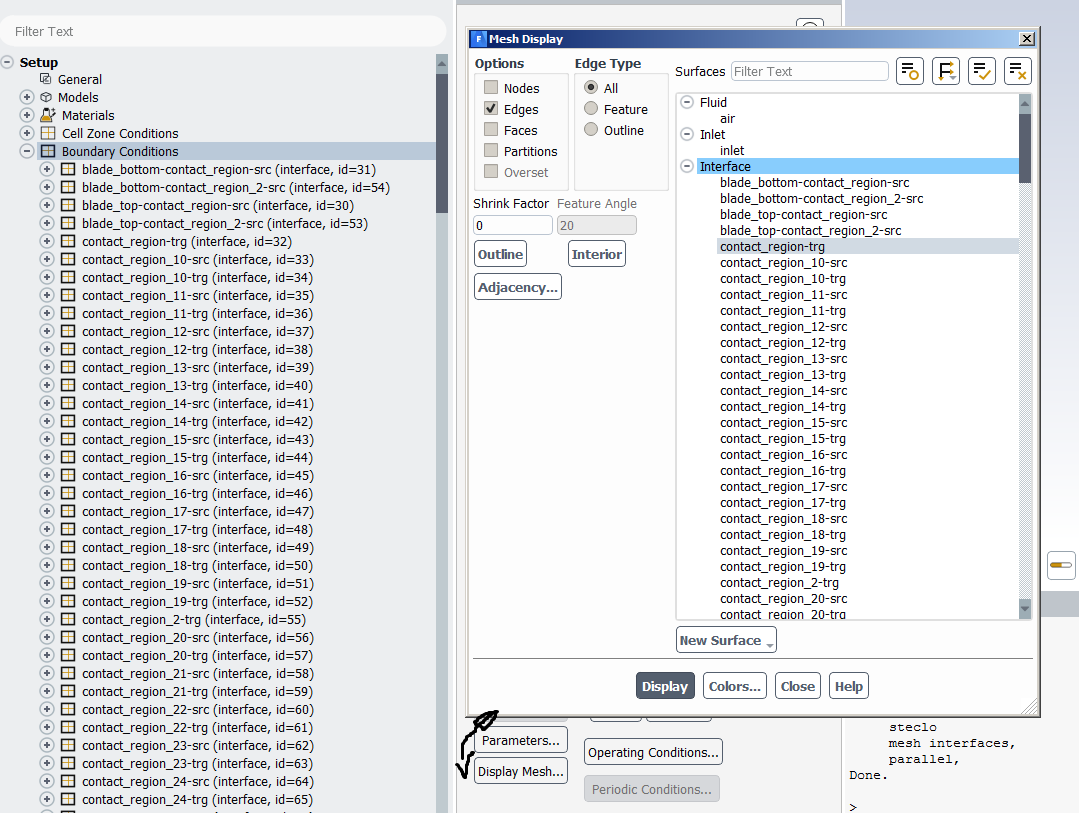 Filter Text
Setup
General
Models
Materials
Cell Zone Conditions
Boundary Conditions
blade_bottom-contact_region-src (interface, id=31)
blade_bottom-contact_region_2-src (interface, id=54)
blade_top-contact_region-src (interface, id=30)
blade_top-contact_region_2-src (interface, id=53)
contact_region-trg (interface, id=32)
contact_region_10-src (interface, id=33)
contact_region_10-trg (interface, id=34)
contact_region_11-src (interface, id=35)
contact_region_11-trg (interface, id=36)
contact_region_12-src (interface, id=37)
contact_region_12-trg (interface, id=38)
contact_region_13-src (interface, id=39)
contact_region_13-trg (interface, id=40)
contact_region_14-src (interface, id=41)
contact_region_14-trg (interface, id=42)
contact_region_15-src (interface, id=43)
contact_region_15-trg (interface, id=44)
contact_region_16-src (interface, id=45)
contact_region_16-trg (interface, id=46)
contact_region_17-src (interface, id=47)
contact_region_17-trg (interface, id=48)
contact_region_18-src (interface, id=49)
contact_region_18-trg (interface, id=50)
contact_region_19-src (interface, id=51)
contact_region_19-trg (interface, id=52)
contact_region_2-trg (interface, id=55)
contact_region_20-src (interface, id=56)
contact_region_20-trg (interface, id=57)
contact_region_21-src (interface, id=58)
contact_region_21-trg (interface, id=59)
contact_region_22-src (interface, id=60)
contact_region_22-trg (interface, id=61)
contact_region_23-src (interface, id=62)
contact_region_23-trg (interface, id=63)
contact_region_24-src (interface, id=64)
contact_region_24-trg (interface, id=65)
Mesh Display
Options
Nodes
Edges
Faces
Partitions
Overset
Edge Type
All
Feature
Outline
Shrink Factor
0
Feature Angle
20
Outline
Interior
Adjacency...
Surfaces
Filter Text
Fluid
air
Inlet
inlet
Interface
blade_bottom-contact_region-src
blade_bottom-contact_region_2-src
blade_top-contact_region-src
blade_top-contact_region_2-src
contact_region-trg
contact_region_10-src
contact_region_10-trg
contact_region_11-src
contact_region_11-trg
contact_region_12-src
contact_region_12-trg
contact_region_13-src
contact_region_13-trg
contact_region_14-src
contact_region_14-trg
contact_region_15-src
contact_region_15-trg
contact_region_16-src
contact_region_16-trg
contact_region_17-src
contact_region_17-trg
contact_region_18-src
contact_region_18-trg
contact_region_19-src
contact_region_19-trg
contact_region_2-trg
contact_region_20-src
contact_region_20-trg
New Surface
Display
Colors...
Close
Help
Parameters...
Display Mesh...
Operating Conditions...
Periodic Conditions...
steclo
mesh interfaces,
parallel,
Done.
>